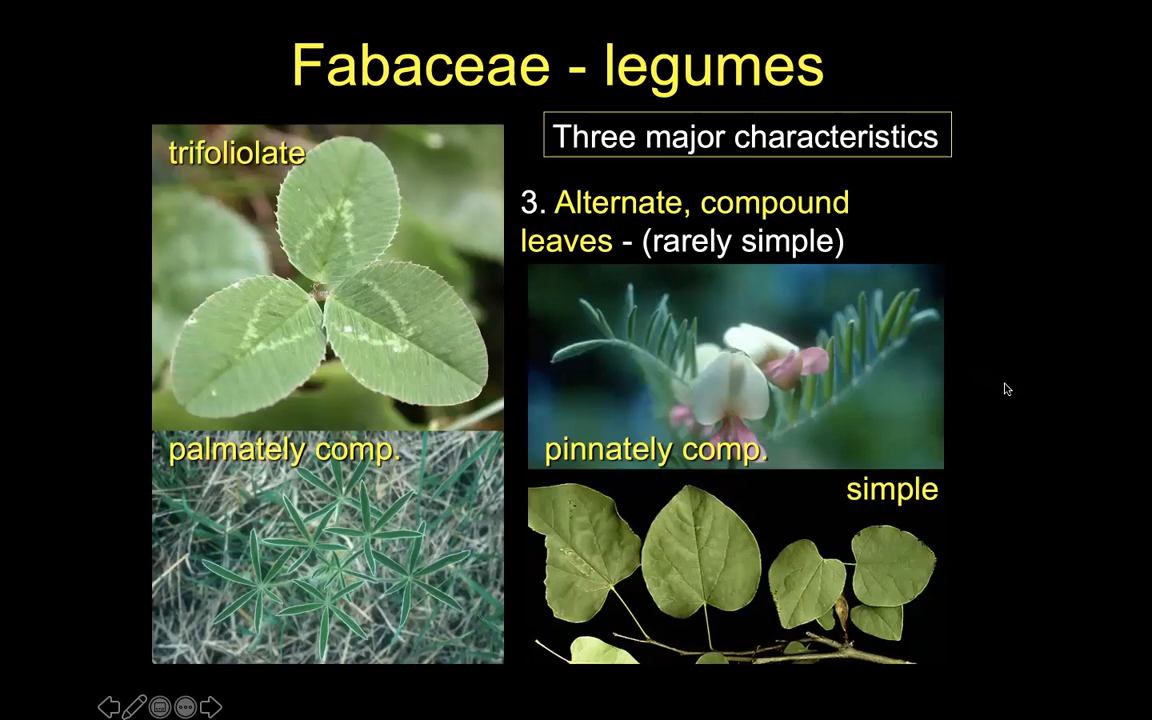 Fabaceae - legumes
trifoliolate
Three major characteristics
3. Alternate, compound
leaves - (rarely simple)
palmately comp.
pinnately comp.
simple